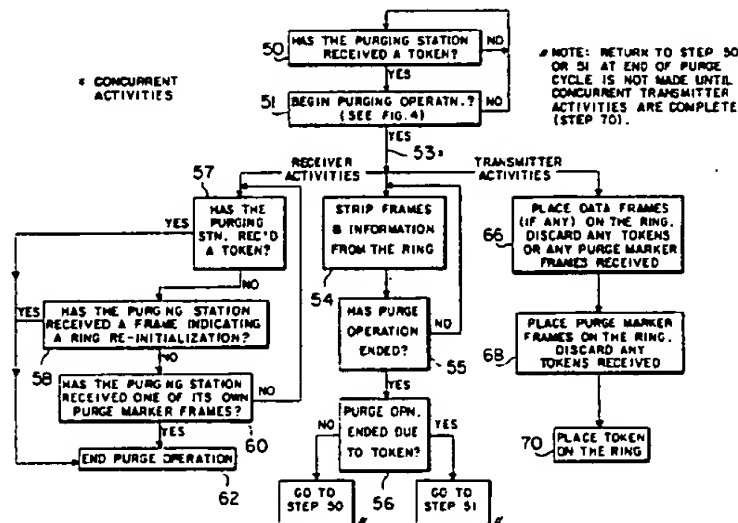 50
HAS THE PURGING STATION
RECEIVED A TOKEN?
NO
YES
51
BEGIN PURGING OPERATN.?
(SEE FIG. 4)
NO
YES
53*
* CONCURRENT
ACTIVITIES
NOTE: RETURN TO STEP 50
OR 51 AT END OF PURGE
CYCLE IS NOT MADE UNTIL
CONCURRENT TRANSMITTER
ACTIVITIES ARE COMPLETE
(STEP 70).
RECEIVER
ACTIVITIES
TRANSMITTER
ACTIVITIES
57
HAS THE
PURGING
STN. REC'D
A TOKEN?
YES
NO
58
HAS THE PURGING STATION
RECEIVED A FRAME INDICATING
A RING RE-INITIALIZATION?
YES
NO
HAS THE PURGING STATION
RECEIVED ONE OF ITS OWN
PURGE MARKER FRAMES?
NO
60
YES
END PURGE OPERATION
62
STRIP FRAMES
& INFORMATION
FROM THE RING
54
HAS PURGE
OPERATION
ENDED?
NO
55
YES
PURGE OPN.
ENDED DUE
TO TOKEN?
NO
YES
56
GO TO
STEP 50
GO TO
STEP 51
66
PLACE DATA FRAMES
(IF ANY) ON THE RING.
DISCARD ANY TOKENS
OR ANY PURGE MARKER
FRAMES RECEIVED
68
PLACE PURGE MARKER
FRAMES ON THE RING.
DISCARD ANY
TOKENS RECEIVED
70
PLACE TOKEN
ON THE RING